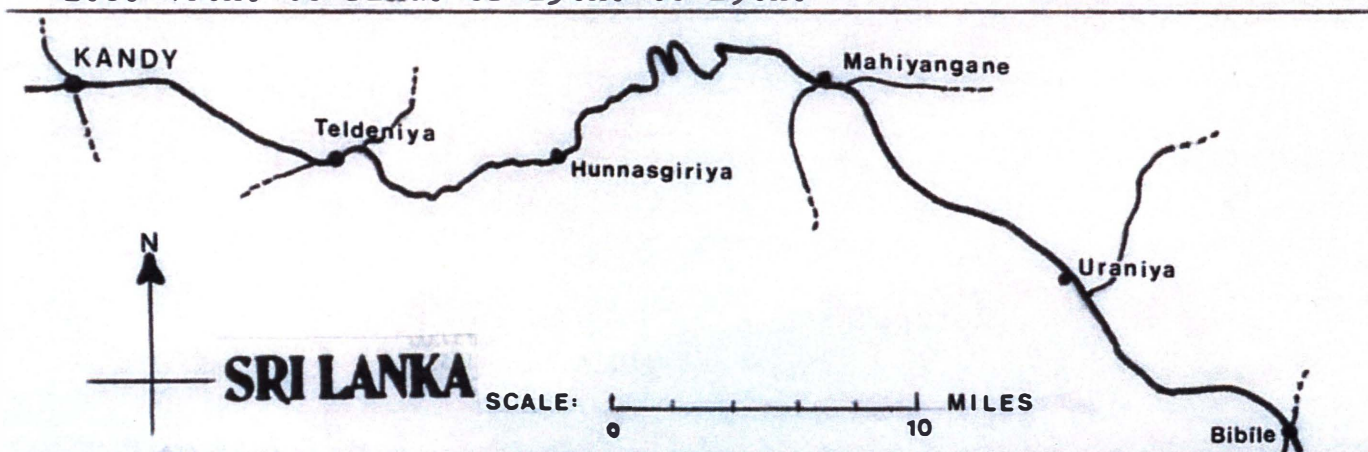 KANDY
Mahiyangane
Teldeniya
Hunnasgiriya
Uraniya
N
SRI LANKA
SCALE:
MILES
0
10
Bibile